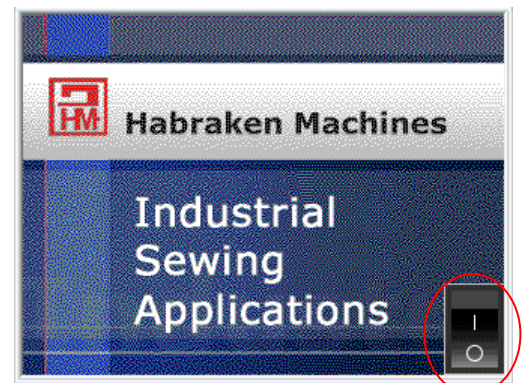 HM
Habraken Machines
Industrial
Sewing
Applications
I
O